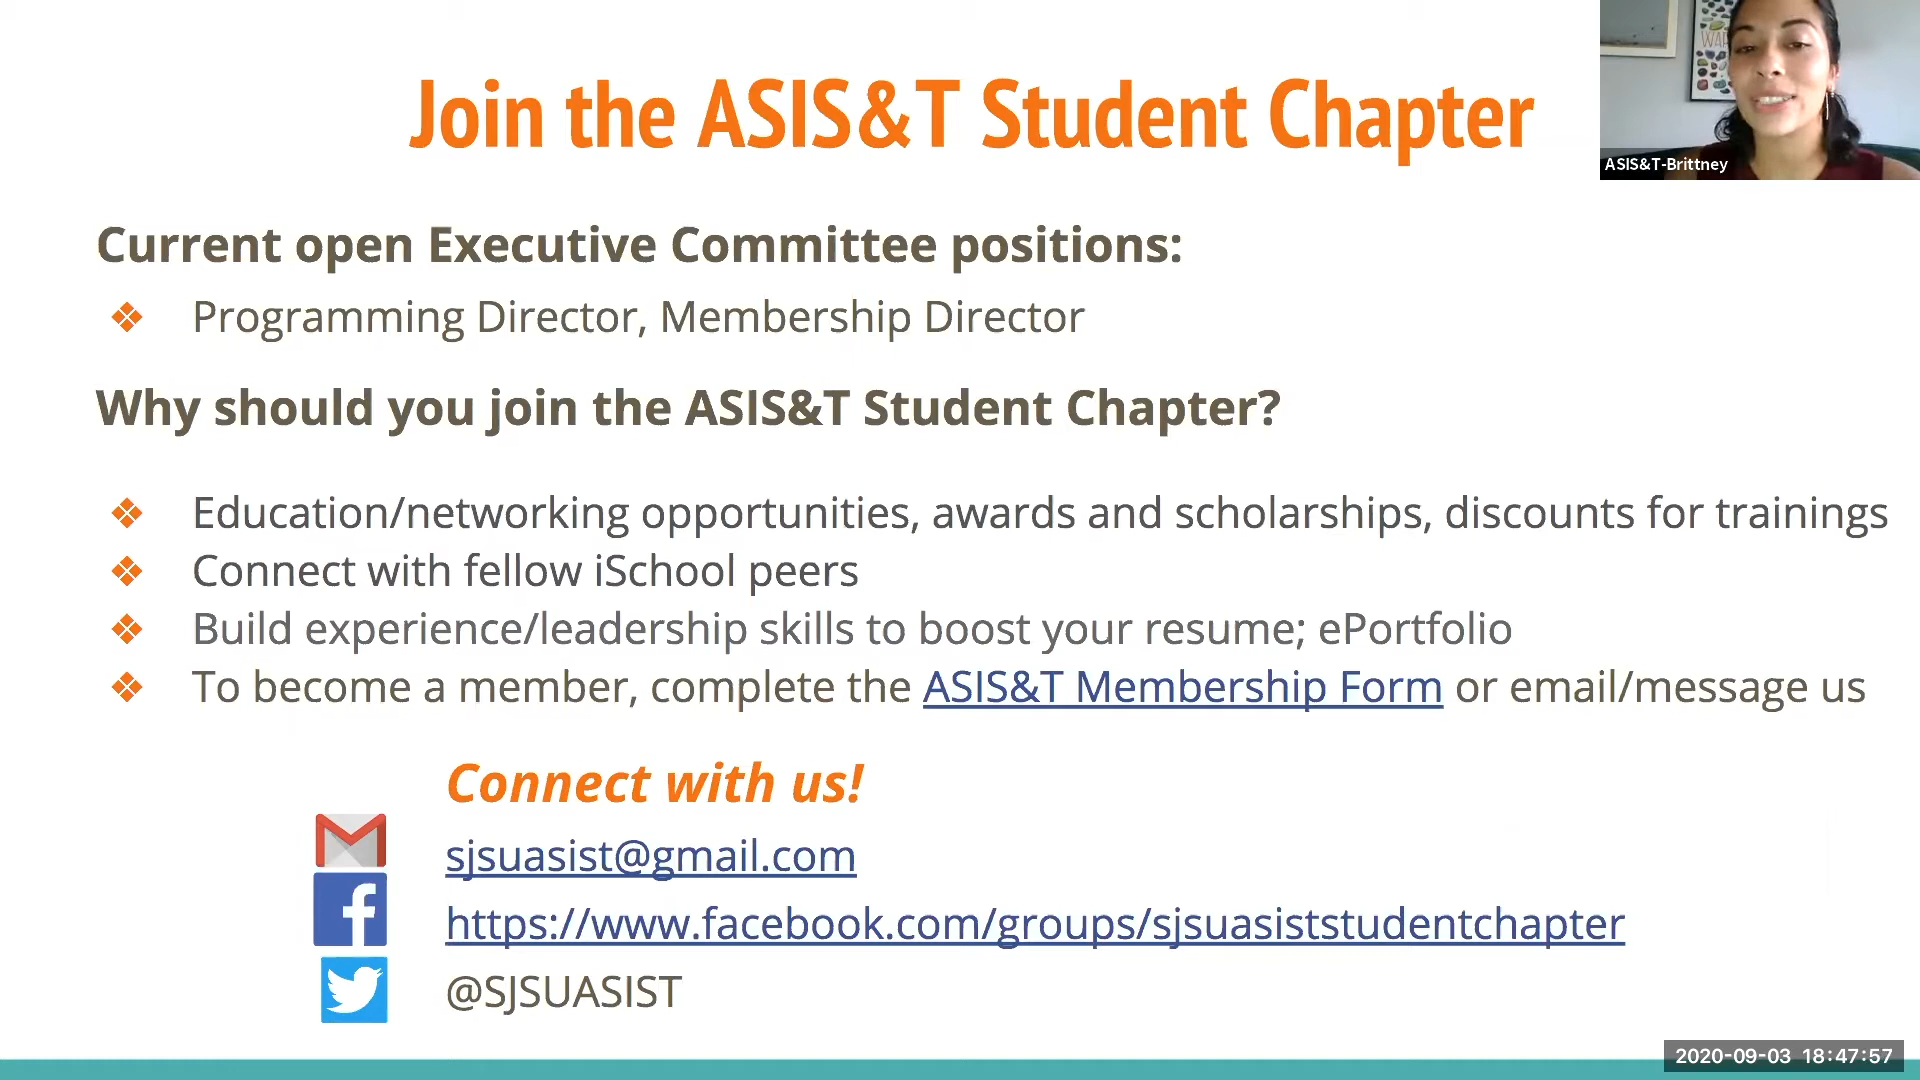 Join the ASIS&T Student Chapter
ASIS&T-Brittney
Current open Executive Committee positions:
❖ Programming Director, Membership Director
Why should you join the ASIS&T Student Chapter?
❖ Education/networking opportunities, awards and scholarships, discounts for trainings
❖ Connect with fellow iSchool peers
❖ Build experience/leadership skills to boost your resume; ePortfolio
❖ To become a member, complete the ASIS&T Membership Form or email/message us
Connect with us!
sjsuasist@gmail.com
https://www.facebook.com/groups/sjsuasiststudentchapter
@SJSUASIST
2020-09-03 18:47:57